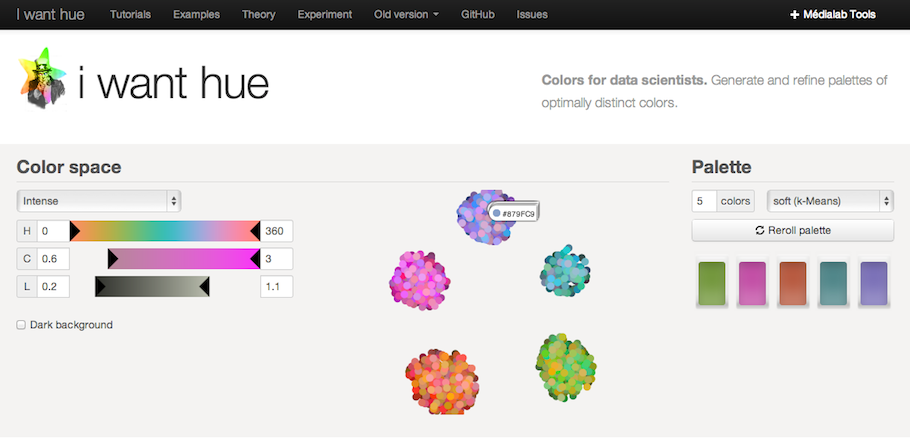 I want hue Tutorials Examples Theory Experiment Old version GitHub Issues + Médialab Tools
i want hue
Colors for data scientists. Generate and refine palettes of
optimally distinct colors.
Color space
Intense
H 0 360
C 0.6 3
L 0.2 1.1
Dark background
#879FC9
Palette
5 colors soft (k-Means)
Reroll palette